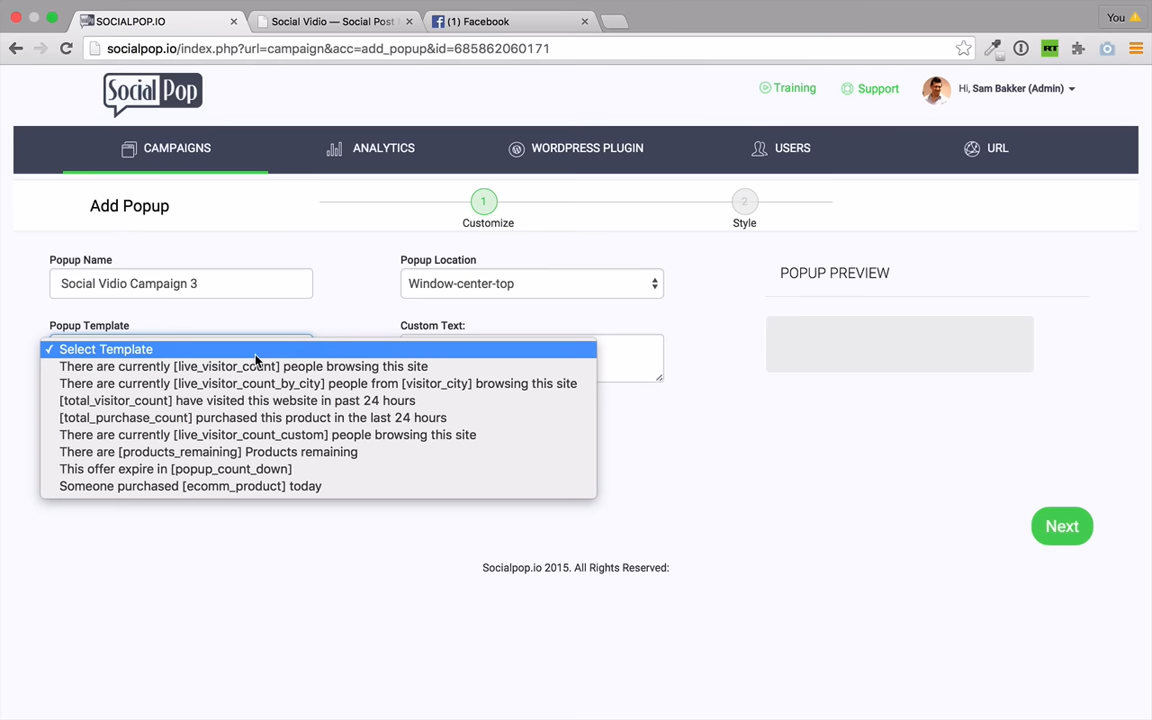 SOCIALPOP.IO
Social Vidio — Social Post
(1) Facebook
You
socialpop.io/index.php?url=campaign&acc=add_popup&id=685862060171
RT
Social Pop
Training
Support
Hi, Sam Bakker (Admin)
CAMPAIGNS
ANALYTICS
WORDPRESS PLUGIN
USERS
URL
Add Popup
1
2
Customize
Style
Popup Name
Popup Location
POPUP PREVIEW
Social Vidio Campaign 3
Window-center-top
Popup Template
Custom Text:
✓ Select Template
There are currently [live_visitor_count] people browsing this site
There are currently [live_visitor_count_by_city] people from [visitor_city] browsing this site
[total_visitor_count] have visited this website in past 24 hours
[total_purchase_count] purchased this product in the last 24 hours
There are currently [live_visitor_count_custom] people browsing this site
There are [products_remaining] Products remaining
This offer expire in [popup_count_down]
Someone purchased [ecomm_product] today
Next
Socialpop.io 2015. All Rights Reserved: